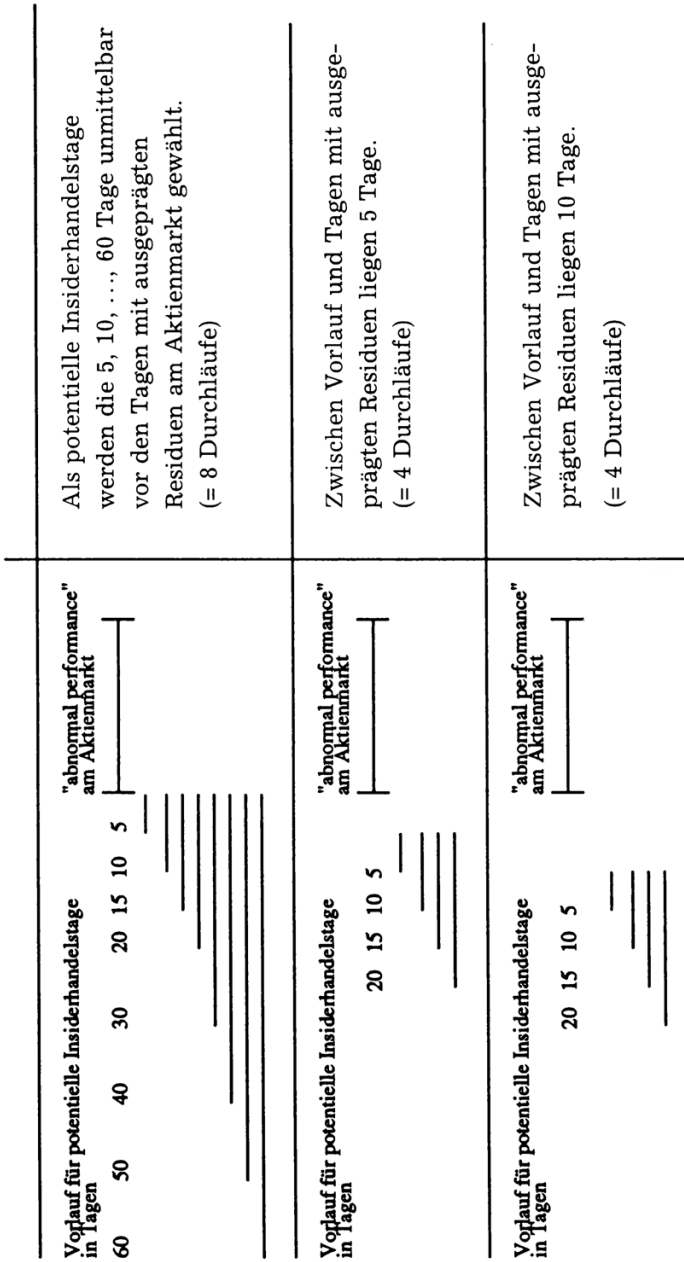 Vorlauf für potentielle Insiderhandelstage
in Tagen
60 50 40 30 20 15 10 5
"abnormal performance"
am Aktienmarkt
Als potentielle Insiderhandelstage
werden die 5, 10, ..., 60 Tage unmittelbar
vor den Tagen mit ausgeprägten
Residuen am Aktienmarkt gewählt.
(= 8 Durchläufe)
Vorlauf für potentielle Insiderhandelstage
in Tagen
20 15 10 5
"abnormal performance"
am Aktienmarkt
Zwischen Vorlauf und Tagen mit ausge-
prägten Residuen liegen 5 Tage.
(= 4 Durchläufe)
Vorlauf für potentielle Insiderhandelstage
in Tagen
20 15 10 5
"abnormal performance"
am Aktienmarkt
Zwischen Vorlauf und Tagen mit ausge-
prägten Residuen liegen 10 Tage.
(= 4 Durchläufe)